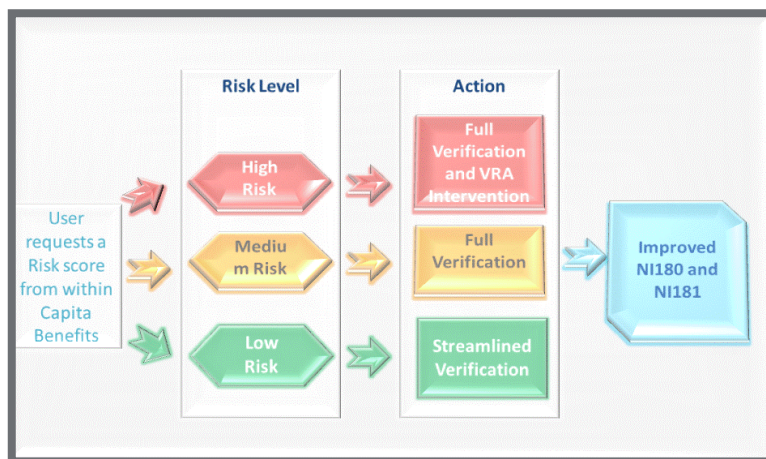 User
requests a
Risk score
from within
Capita
Benefits
Risk Level
High
Risk
Mediu
m Risk
Low
Risk
Action
Full
Verification
and VRA
Intervention
Full
Verification
Streamlined
Verification
Improved
NI180 and
NI181